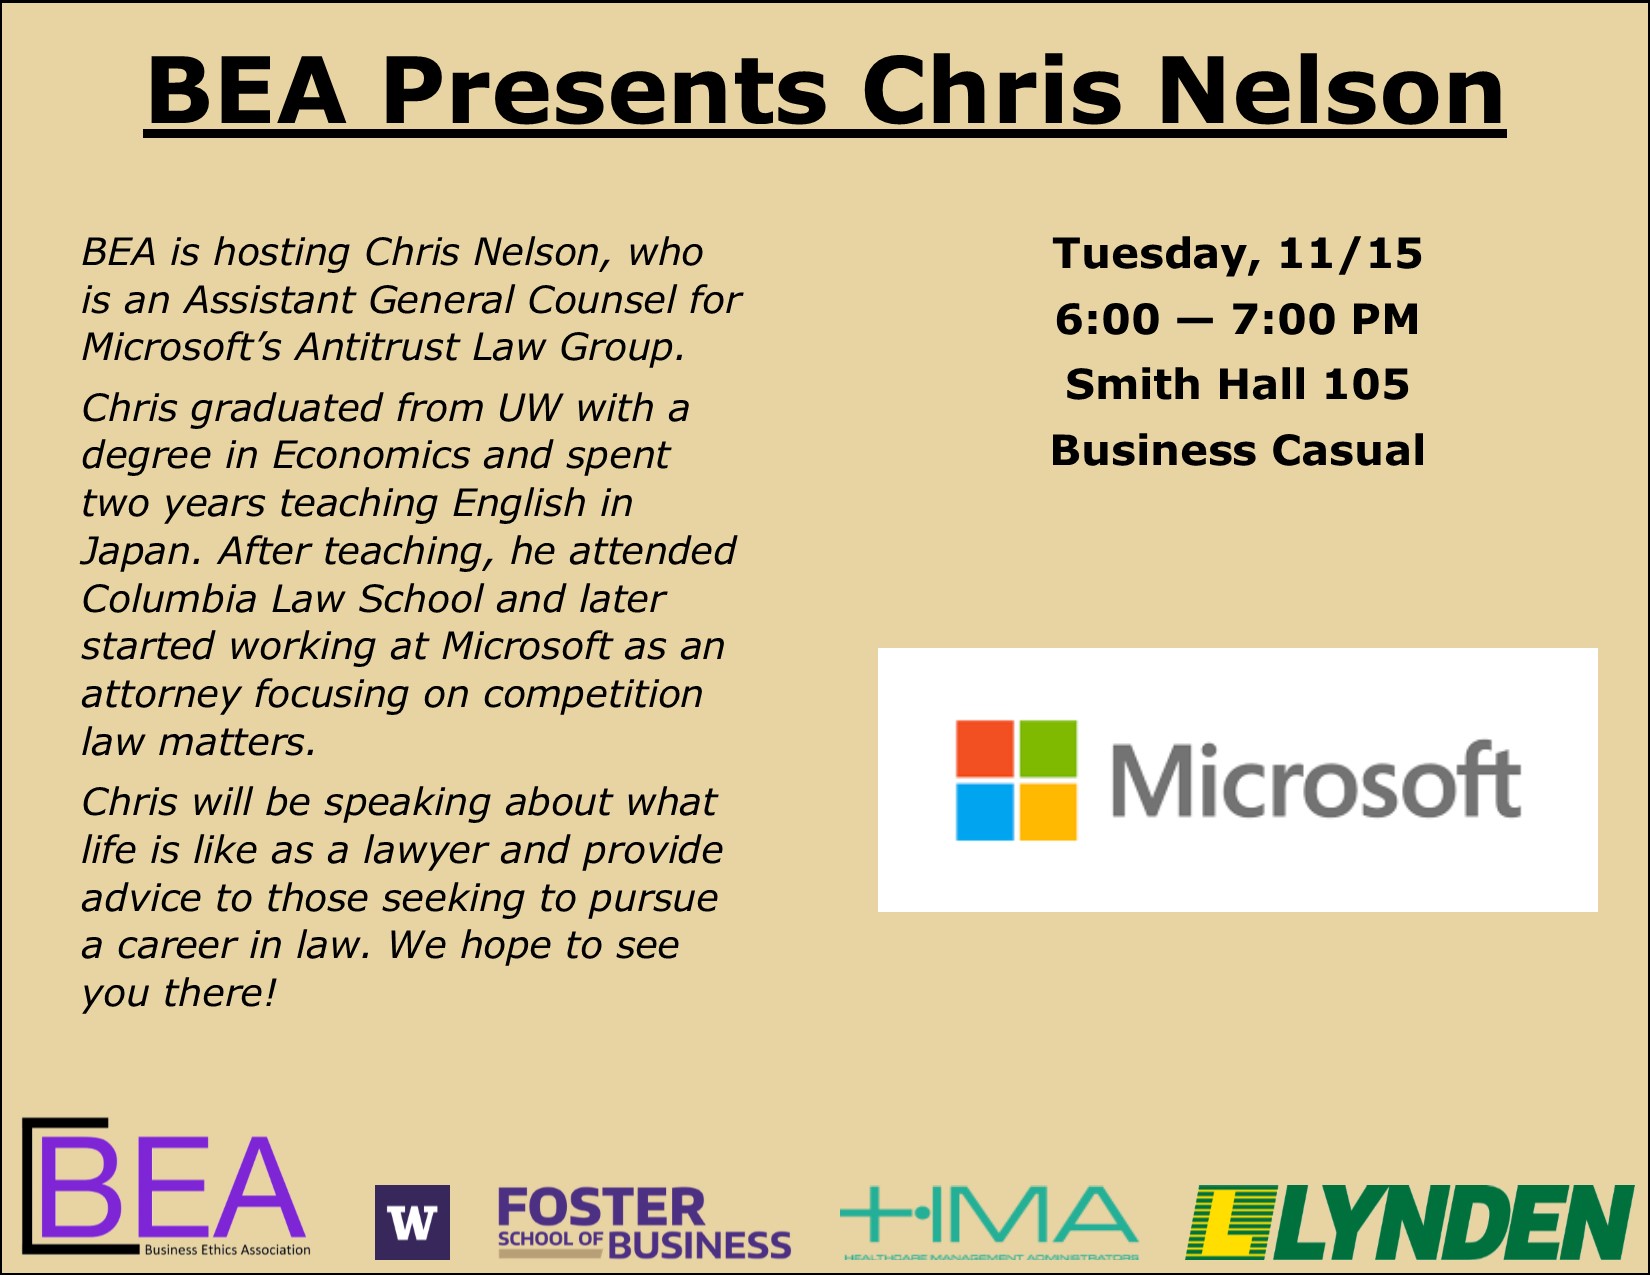 BEA Presents Chris Nelson
BEA is hosting Chris Nelson, who
is an Assistant General Counsel for
Microsoft’s Antitrust Law Group.
Chris graduated from UW with a
degree in Economics and spent
two years teaching English in
Japan. After teaching, he attended
Columbia Law School and later
started working at Microsoft as an
attorney focusing on competition
law matters.
Chris will be speaking about what
life is like as a lawyer and provide
advice to those seeking to pursue
a career in law. We hope to see
you there!
Tuesday, 11/15
6:00 — 7:00 PM
Smith Hall 105
Business Casual
Microsoft
BEA
Business Ethics Association
W
FOSTER
SCHOOL OF BUSINESS
HMA
HEALTHCARE MANAGEMENT ADMINISTRATORS
L LYNDEN